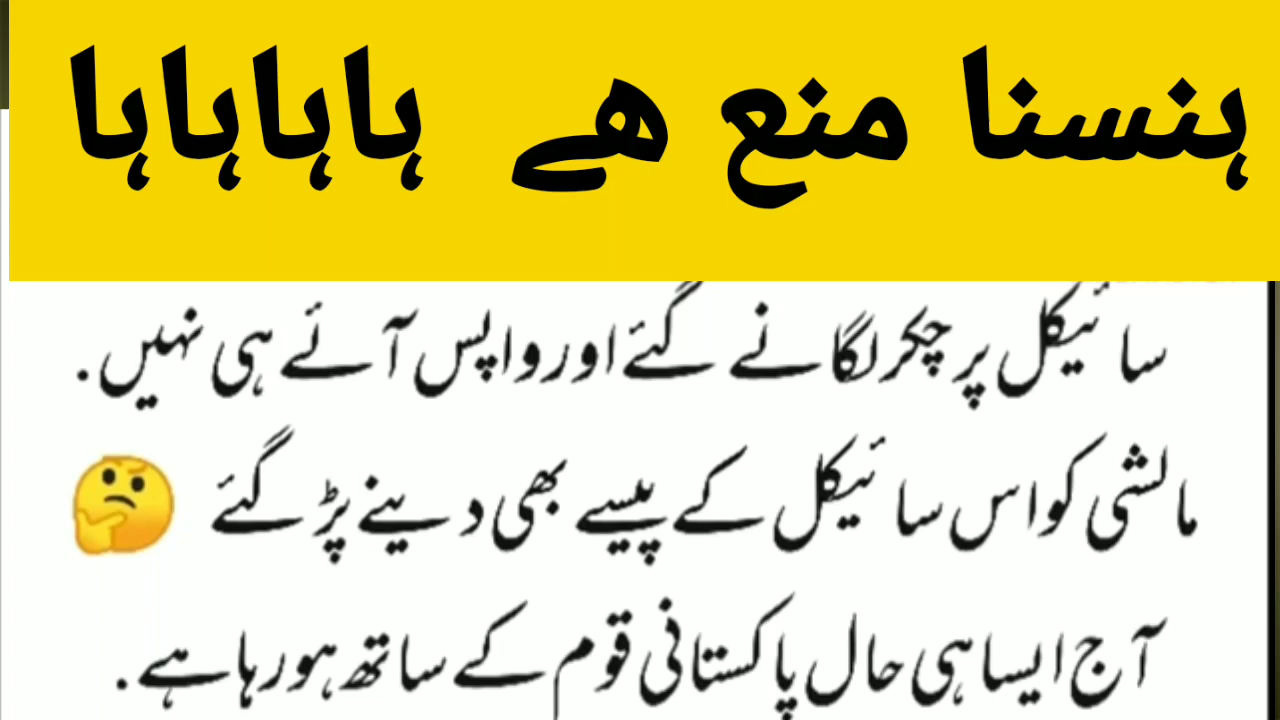 ہنسنا منع ھے ہاہاہاہا
سائیکل پر چکر لگانے گئے اور واپس آئے ہی نہیں.
مالشی کو اس سائیکل کے پیسے بھی دینے پڑ گئے 🤔
آج ایسا ہی حال پاکستانی قوم کے ساتھ ہو رہا ہے.